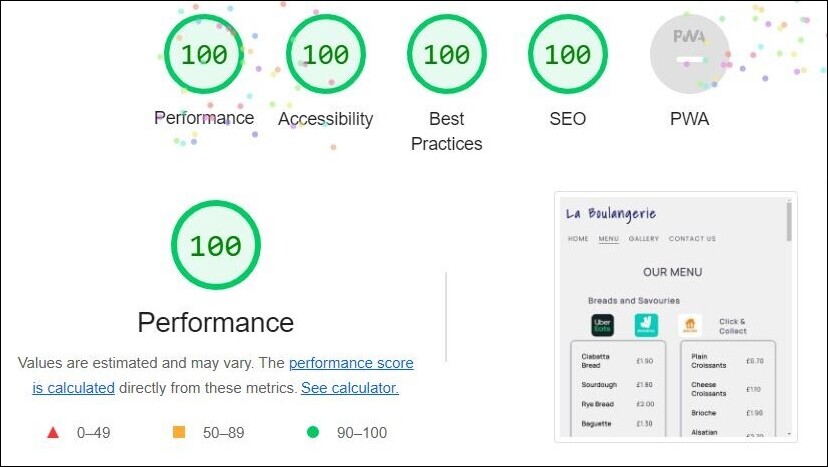 100 100 100 100 PWA
Performance Accessibility Best Practices SEO PWA
100
Performance
Values are estimated and may vary. The performance score
is calculated directly from these metrics. See calculator.
0–49 50–89 90–100
La Boulangerie
HOME MENU GALLERY CONTACT US
OUR MENU
Breads and Savouries
Uber Eats Click & Collect
Ciabatta Bread £1.90
Sourdough £1.80
Rye Bread £2.00
Baguette £1.30
Plain Croissants £0.70
Cheese Croissants £1.10
Brioche £1.90
Alsatian